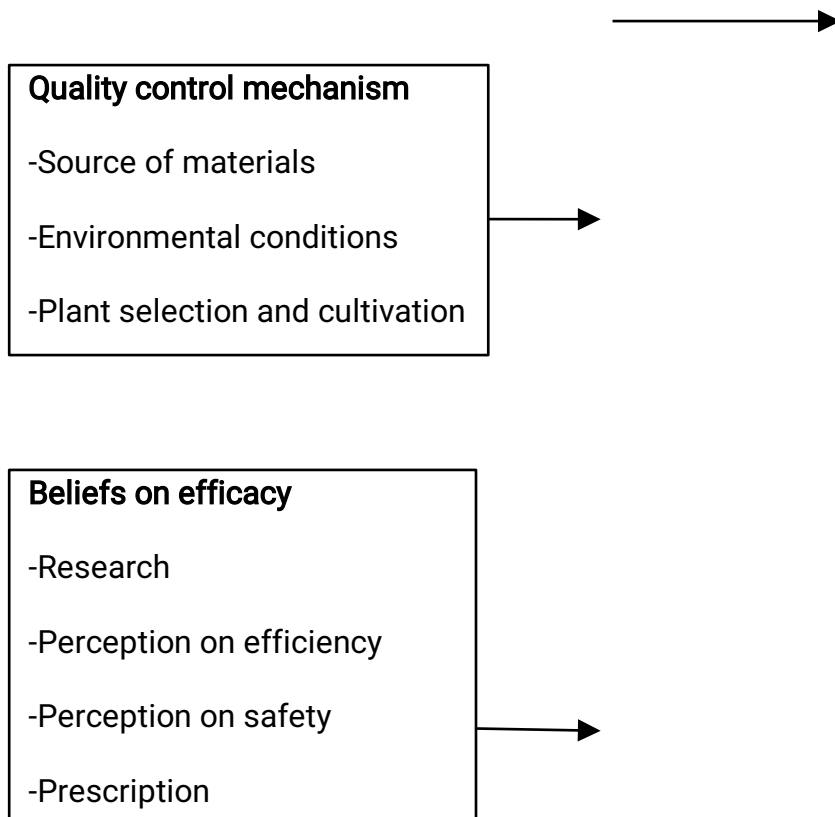 Quality control mechanism
-Source of materials
-Environmental conditions
-Plant selection and cultivation
Beliefs on efficacy
-Research
-Perception on efficiency
-Perception on safety
-Prescription